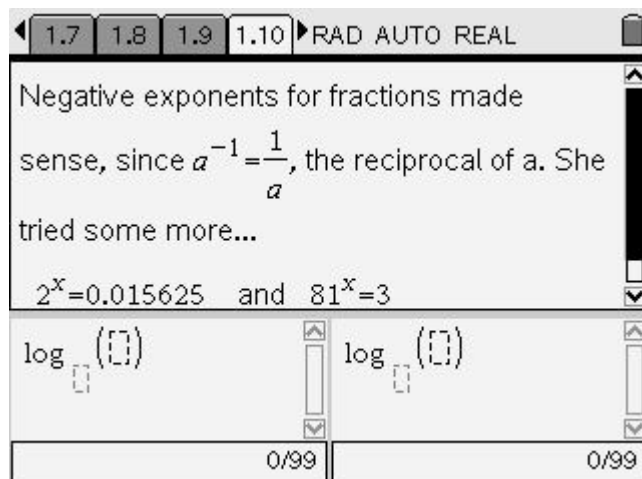 1.7 1.8 1.9 1.10 RAD AUTO REAL
Negative exponents for fractions made
sense, since a⁻¹=1/a, the reciprocal of a. She
tried some more...
2ˣ=0.015625 and 81ˣ=3
log () log ()
0/99 0/99